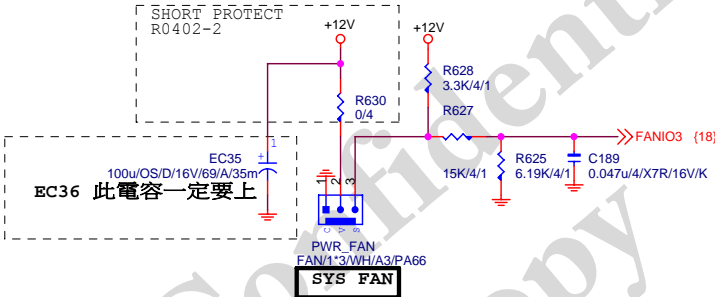 SHORT PROTECT
R0402-2
+12V
+12V
R628
3.3K/4/1
R630
0/4
R627
FANIO3 {18}
1
EC35
100u/OS/D/16V/69/A/35m
+
15K/4/1
R625
6.19K/4/1
C189
0.047u/4/X7R/16V/K
EC36 此電容一定要上
1
2
3
C
V
S
PWR_FAN
FAN/1*3/WH/A3/PA66
SYS FAN
Confidential
Copy